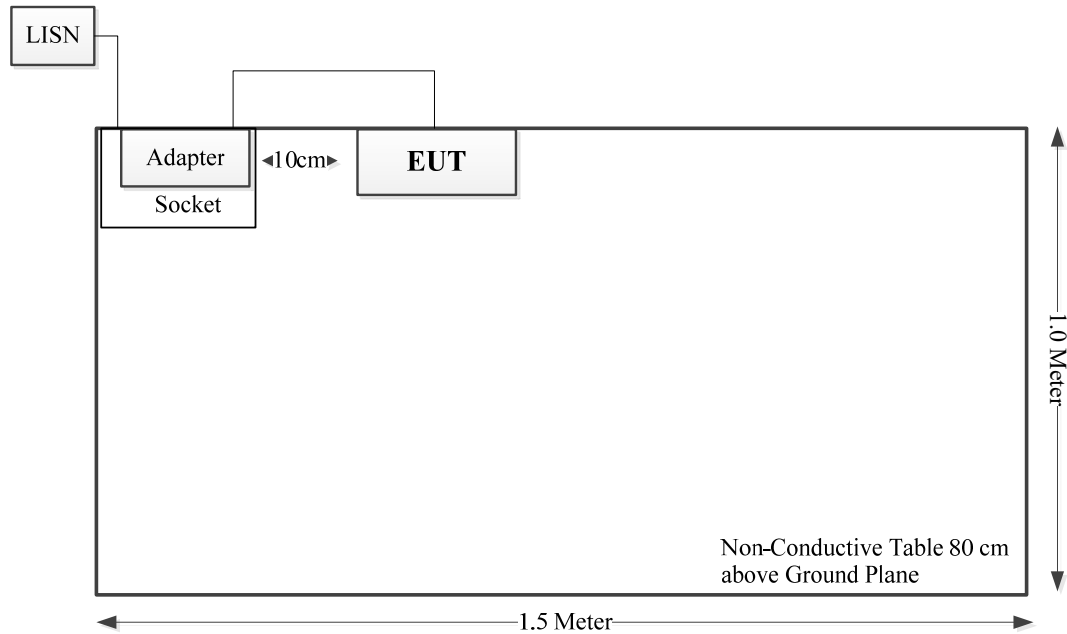 LISN
Adapter
10cm
EUT
Socket
1.0 Meter
Non-Conductive Table 80 cm
above Ground Plane
1.5 Meter